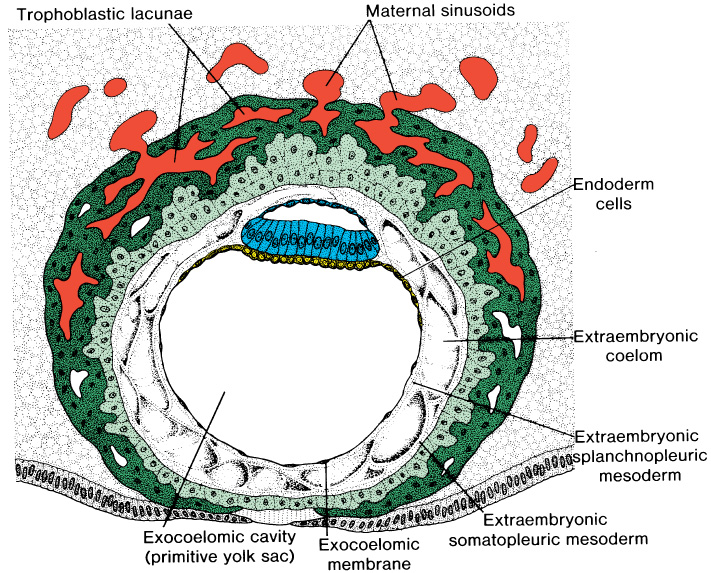 Trophoblastic lacunae
Maternal sinusoids
Endoderm
cells
Extraembryonic
coelom
Extraembryonic
splanchnopleuric
mesoderm
Extraembryonic
somatopleuric mesoderm
Exocoelomic
membrane
Exocoelomic cavity
(primitive yolk sac)